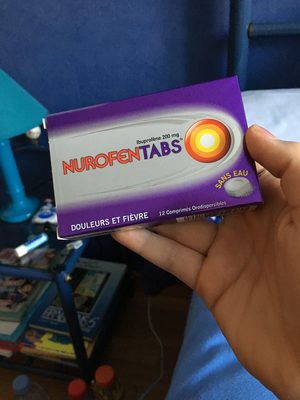 Ibuprofène 200 mg
NUROFENTABS
SANS EAU
DOULEURS ET FIÈVRE
12 Comprimés Orodispersibles